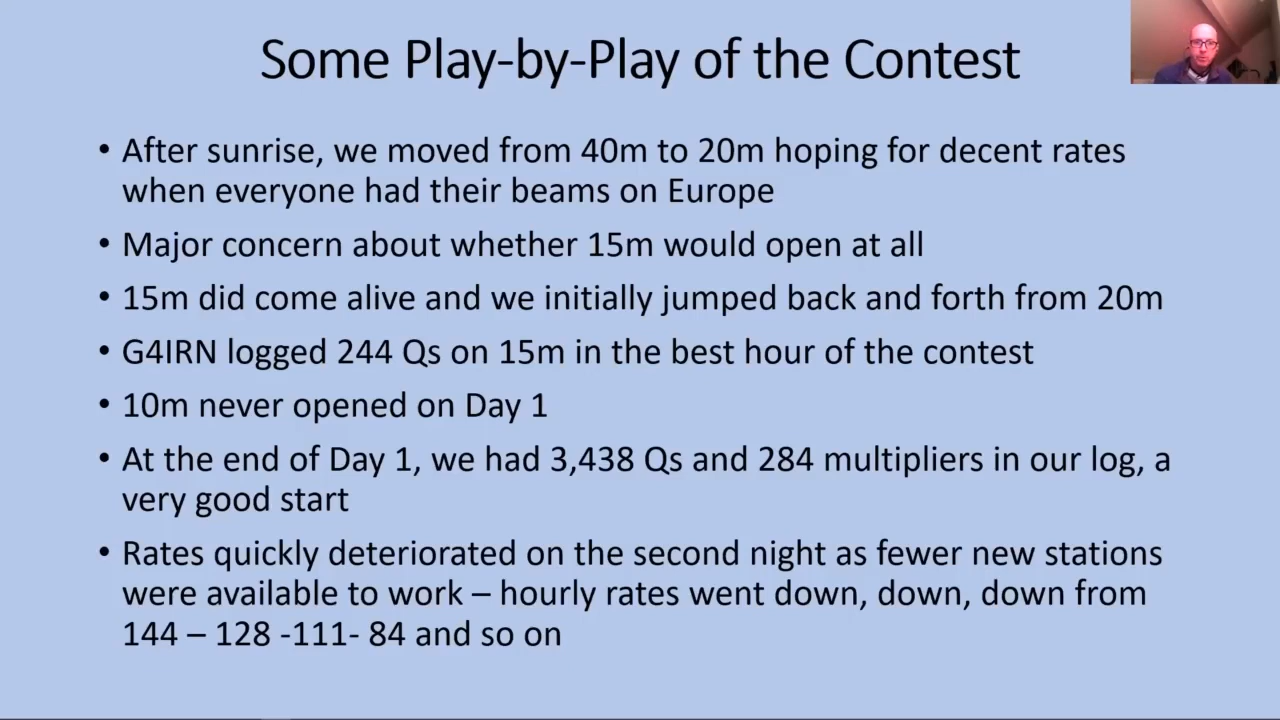 Some Play-by-Play of the Contest
• After sunrise, we moved from 40m to 20m hoping for decent rates
when everyone had their beams on Europe
• Major concern about whether 15m would open at all
• 15m did come alive and we initially jumped back and forth from 20m
• G4IRN logged 244 Qs on 15m in the best hour of the contest
• 10m never opened on Day 1
• At the end of Day 1, we had 3,438 Qs and 284 multipliers in our log, a
very good start
• Rates quickly deteriorated on the second night as fewer new stations
were available to work – hourly rates went down, down, down from
144 – 128 -111- 84 and so on